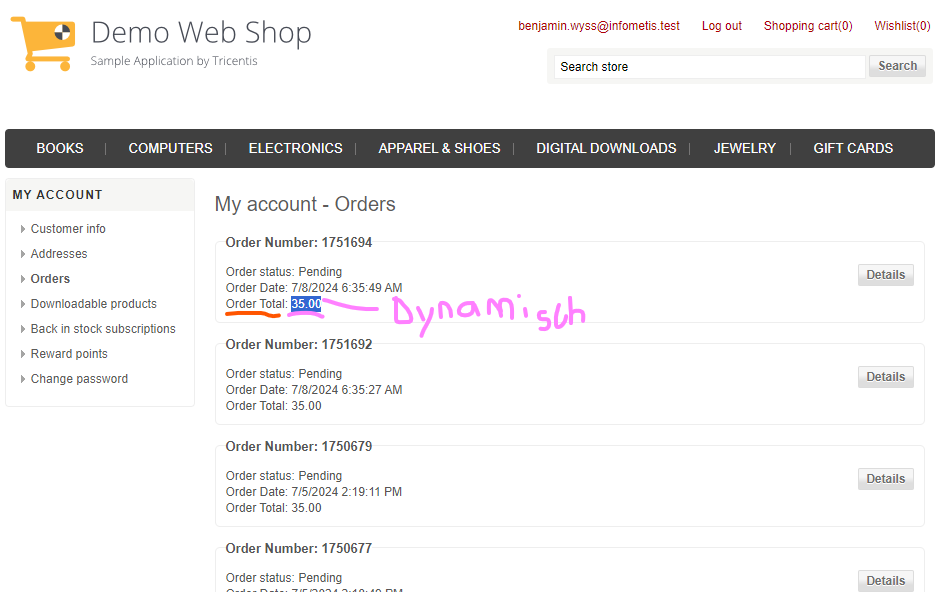 Demo Web Shop
Sample Application by Tricentis
benjamin.wyss@infometis.test Log out Shopping cart(0) Wishlist(0)
Search store Search
BOOKS COMPUTERS ELECTRONICS APPAREL & SHOES DIGITAL DOWNLOADS JEWELRY GIFT CARDS
MY ACCOUNT
Customer info
Addresses
Orders
Downloadable products
Back in stock subscriptions
Reward points
Change password
My account - Orders
Order Number: 1751694
Order status: Pending
Order Date: 7/8/2024 6:35:49 AM
Order Total: 35.00
Details
Dynamisch
Order Number: 1751692
Order status: Pending
Order Date: 7/8/2024 6:35:27 AM
Order Total: 35.00
Details
Order Number: 1750679
Order status: Pending
Order Date: 7/5/2024 2:19:11 PM
Order Total: 35.00
Details
Order Number: 1750677
Order status: Pending
Details